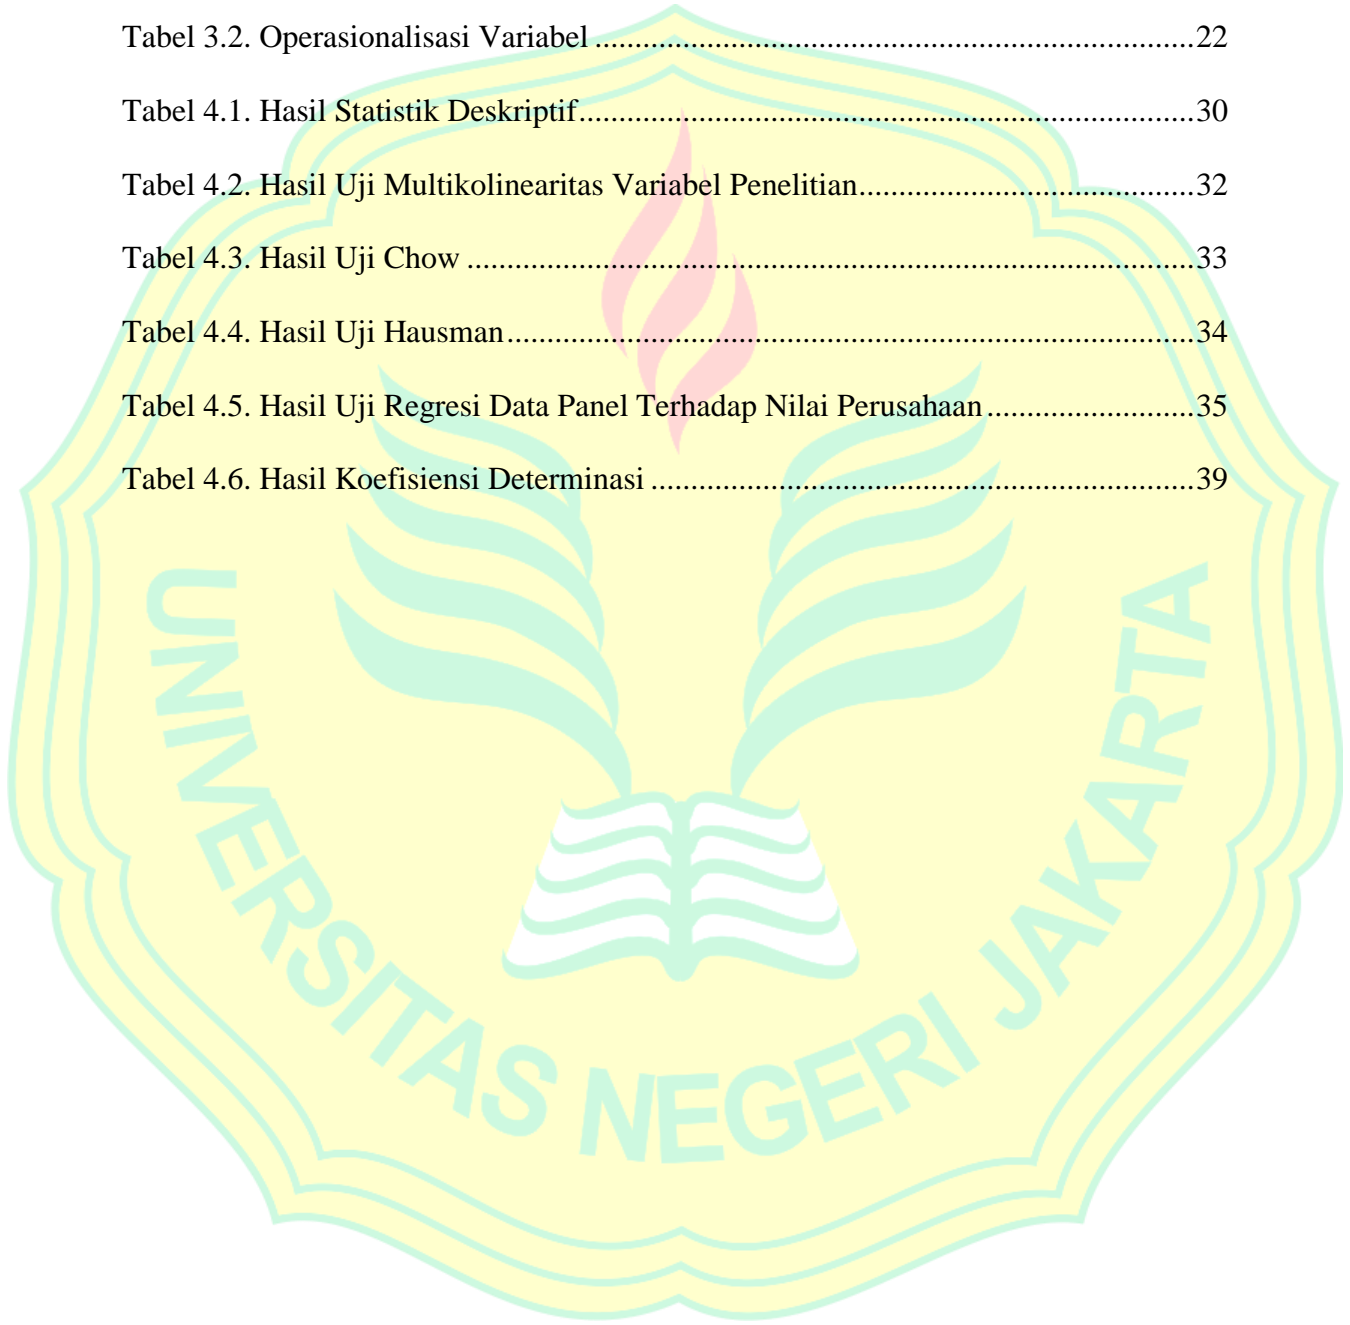 Tabel 3.2. Operasionalisasi Variabel ............................................................................22
Tabel 4.1. Hasil Statistik Deskriptif..............................................................................30
Tabel 4.2. Hasil Uji Multikolinearitas Variabel Penelitian..........................................32
Tabel 4.3. Hasil Uji Chow ............................................................................................33
Tabel 4.4. Hasil Uji Hausman.......................................................................................34
Tabel 4.5. Hasil Uji Regresi Data Panel Terhadap Nilai Perusahaan..........................35
Tabel 4.6. Hasil Koefisiensi Determinasi .....................................................................39
UNIVERSITAS NEGERI JAKARTA